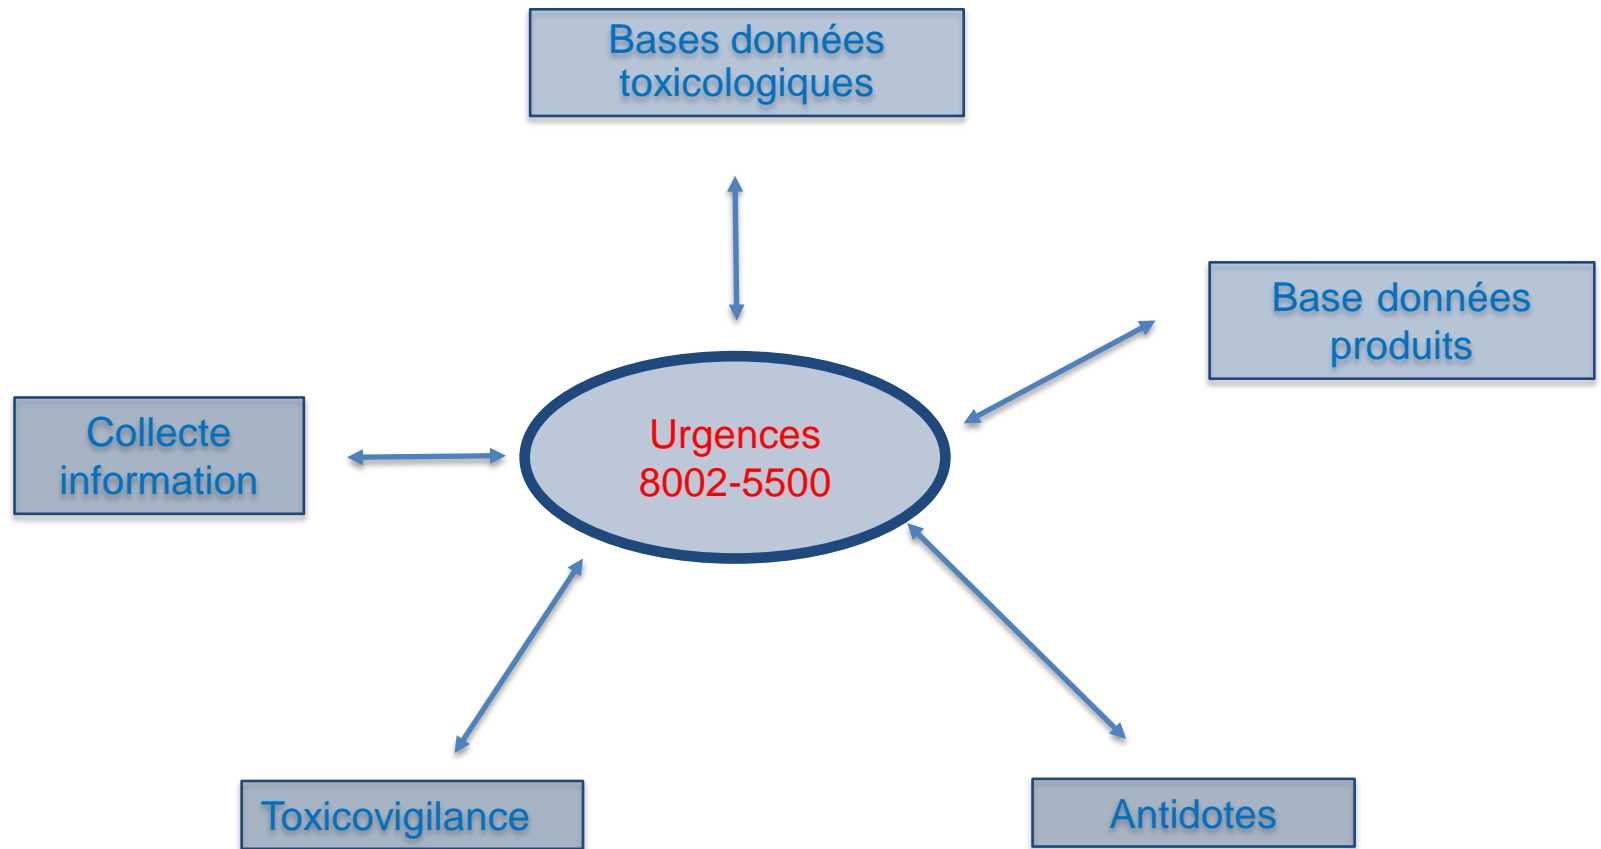 Bases données
toxicologiques
Base données
produits
Urgences
8002-5500
Collecte
information
Toxicovigilance
Antidotes